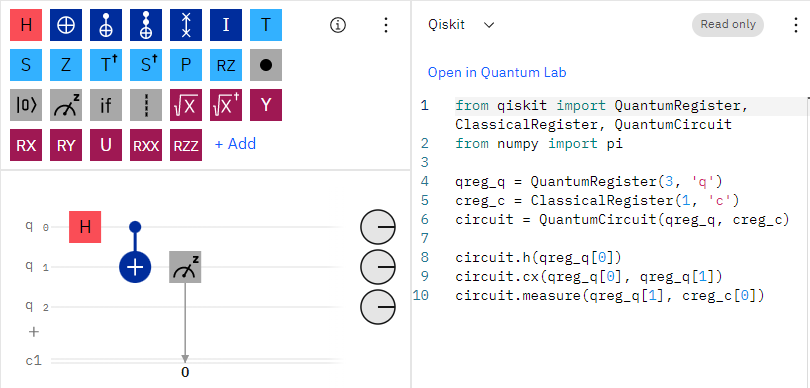 H I T
S Z T† S† P RZ
|0⟩ z if √X √X† Y
RX RY U RXX RZZ + Add
q 0 H
q 1 z
q 2
+
c1 0
Qiskit Read only
Open in Quantum Lab
1 from qiskit import QuantumRegister,
ClassicalRegister, QuantumCircuit
2 from numpy import pi
3
4 qreg_q = QuantumRegister(3, 'q')
5 creg_c = ClassicalRegister(1, 'c')
6 circuit = QuantumCircuit(qreg_q, creg_c)
7
8 circuit.h(qreg_q[0])
9 circuit.cx(qreg_q[0], qreg_q[1])
10 circuit.measure(qreg_q[1], creg_c[0])